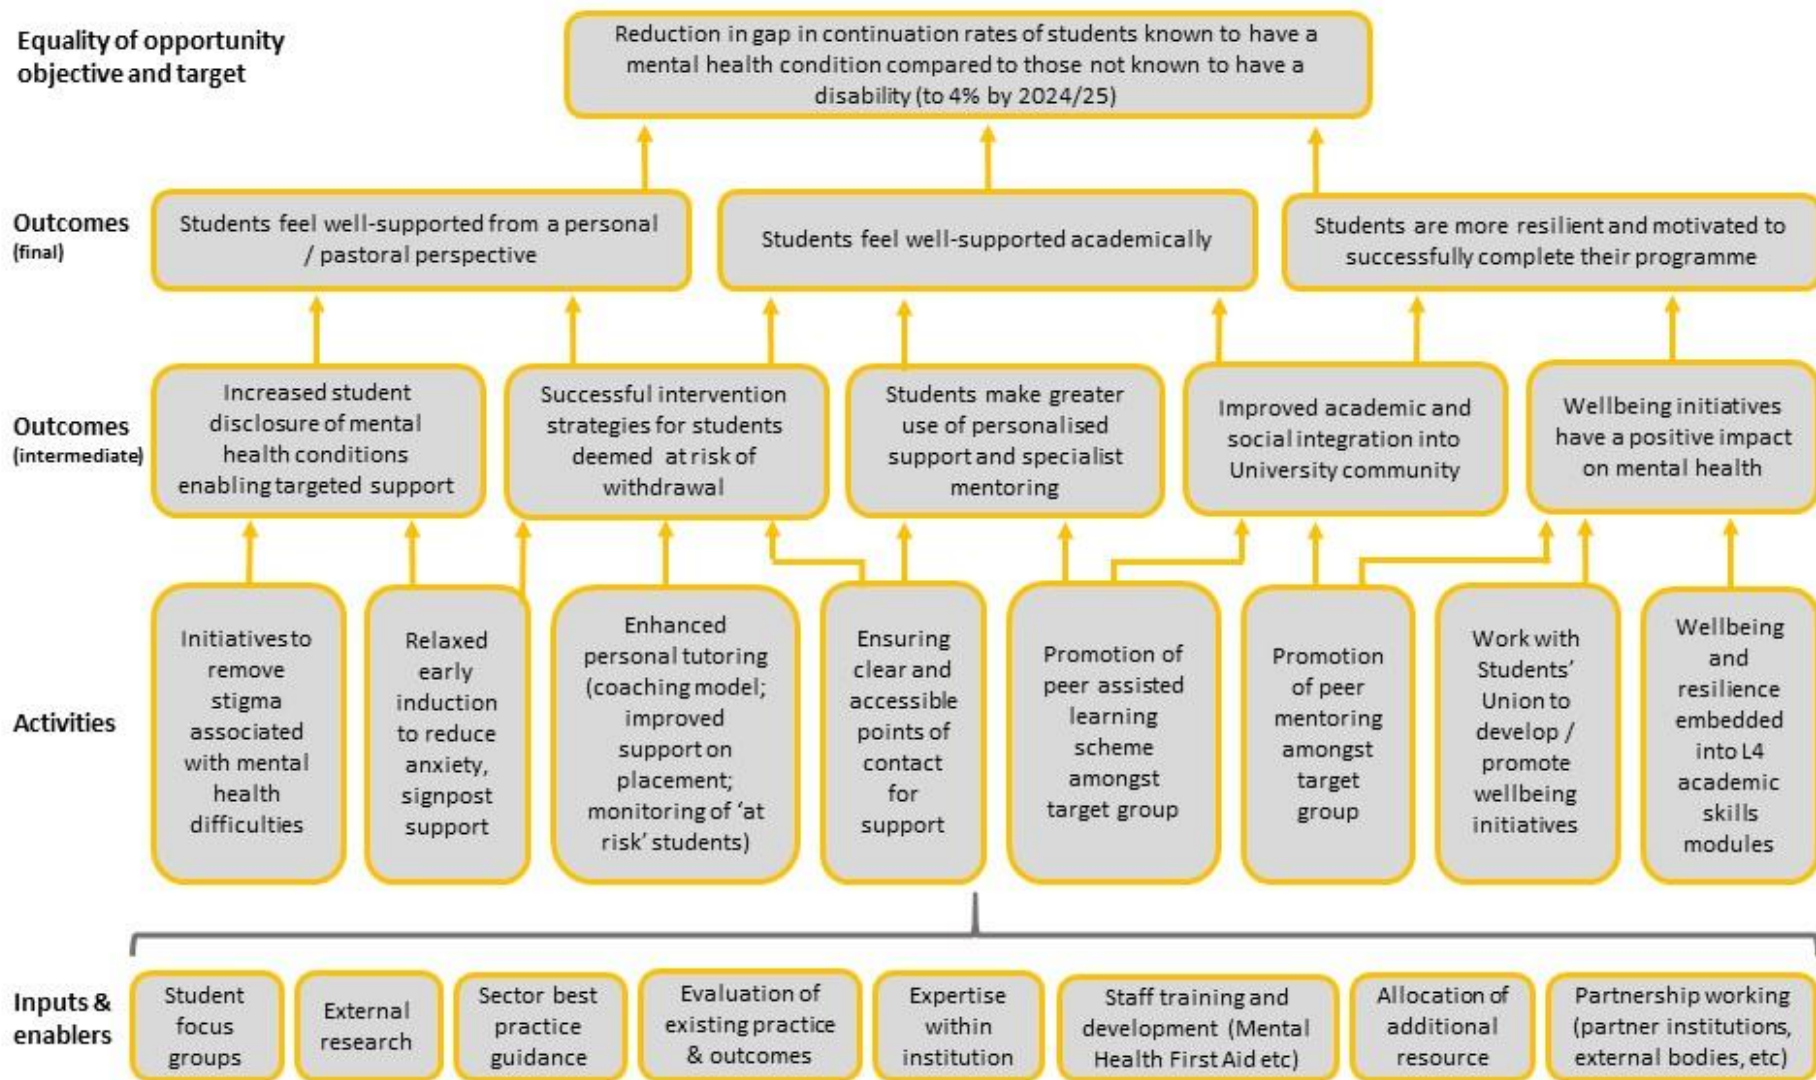 Equality of opportunity
objective and target
Reduction in gap in continuation rates of students known to have a
mental health condition compared to those not known to have a
disability (to 4% by 2024/25)
Outcomes
(final)
Students feel well-supported from a personal
/ pastoral perspective
Students feel well-supported academically
Students are more resilient and motivated to
successfully complete their programme
Outcomes
(intermediate)
Increased student
disclosure of mental
health conditions
enabling targeted support
Successful intervention
strategies for students
deemed at risk of
withdrawal
Students make greater
use of personalised
support and specialist
mentoring
Improved academic and
social integration into
University community
Wellbeing initiatives
have a positive impact
on mental health
Activities
Initiatives to
remove
stigma
associated
with mental
health
difficulties
Relaxed
early
induction
to reduce
anxiety,
signpost
support
Enhanced
personal tutoring
(coaching model;
improved
support on
placement;
monitoring of ‘at
risk’ students)
Ensuring
clear and
accessible
points of
contact
for
support
Promotion of
peer assisted
learning
scheme
amongst
target group
Promotion
of peer
mentoring
amongst
target
group
Work with
Students’
Union to
develop /
promote
wellbeing
initiatives
Wellbeing
and
resilience
embedded
into L4
academic
skills
modules
Inputs &
enablers
Student
focus
groups
External
research
Sector best
practice
guidance
Evaluation of
existing practice
& outcomes
Expertise
within
institution
Staff training and
development (Mental
Health First Aid etc)
Allocation of
additional
resource
Partnership working
(partner institutions,
external bodies, etc)